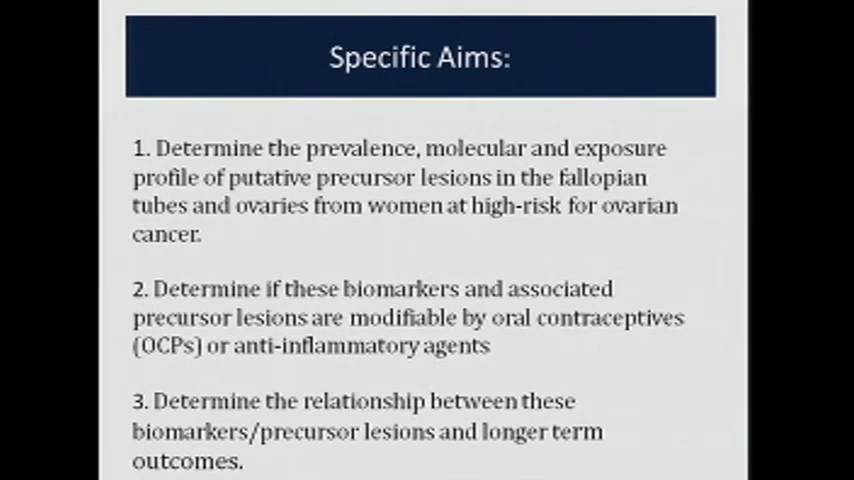 Specific Aims:
1. Determine the prevalence, molecular and exposure
profile of putative precursor lesions in the fallopian
tubes and ovaries from women at high-risk for ovarian
cancer.
2. Determine if these biomarkers and associated
precursor lesions are modifiable by oral contraceptives
(OCPs) or anti-inflammatory agents
3. Determine the relationship between these
biomarkers/precursor lesions and longer term
outcomes.